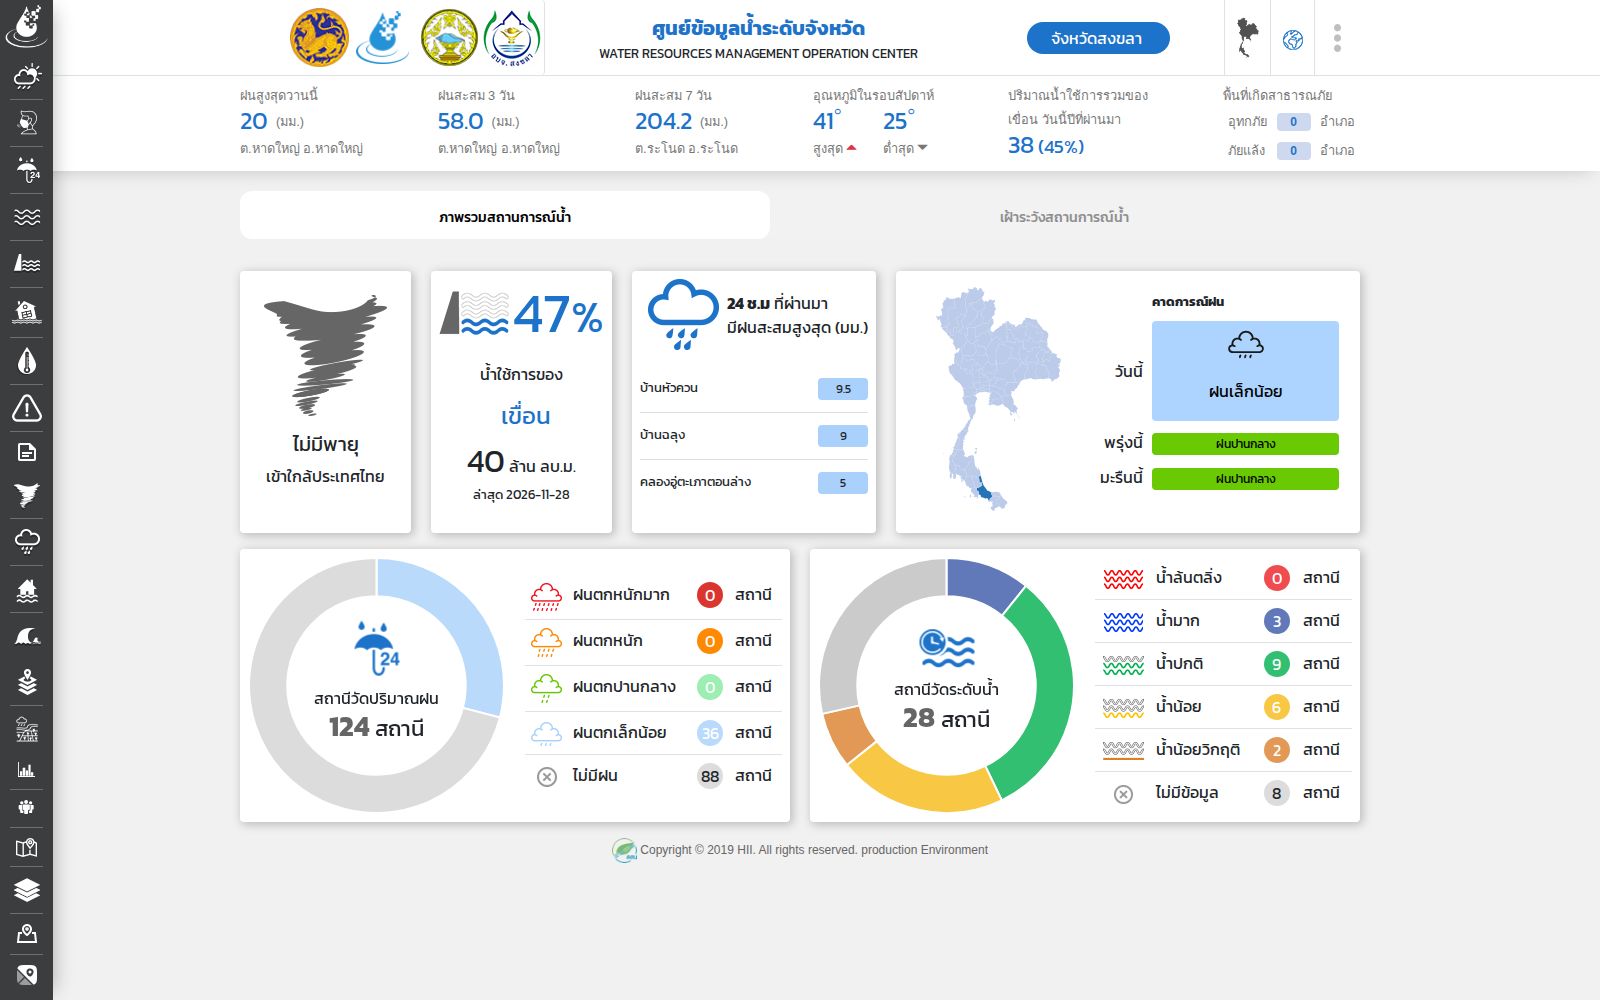 ศูนย์ข้อมูลน้ำระดับจังหวัด
WATER RESOURCES MANAGEMENT OPERATION CENTER
จังหวัดสงขลา
อบจ.สงขลา
ฝนสูงสุดวานนี้
20 (มม.)
ต.หาดใหญ่ อ.หาดใหญ่
ฝนสะสม 3 วัน
58.0 (มม.)
ต.หาดใหญ่ อ.หาดใหญ่
ฝนสะสม 7 วัน
204.2 (มม.)
ต.ระโนด อ.ระโนด
อุณหภูมิในรอบสัปดาห์
41° 25°
สูงสุด ต่ำสุด
ปริมาณน้ำใช้การรวมของ
เขื่อน วันนี้ปีที่ผ่านมา
38 (45%)
พื้นที่เกิดสาธารณภัย
อุทกภัย 0 อำเภอ
ภัยแล้ง 0 อำเภอ
ภาพรวมสถานการณ์น้ำ
เฝ้าระวังสถานการณ์น้ำ
ไม่มีพายุ
เข้าใกล้ประเทศไทย
47%
น้ำใช้การของ
เขื่อน
40 ล้าน ลบ.ม.
ล่าสุด 2026-11-28
24 ช.ม ที่ผ่านมา
มีฝนสะสมสูงสุด (มม.)
บ้านหัวควน 9.5
บ้านฉลุง 9
คลองอู่ตะเภาตอนล่าง 5
คาดการณ์ฝน
วันนี้ ฝนเล็กน้อย
พรุ่งนี้ ฝนปานกลาง
มะรืนนี้ ฝนปานกลาง
24
สถานีวัดปริมาณฝน
124 สถานี
ฝนตกหนักมาก 0 สถานี
ฝนตกหนัก 0 สถานี
ฝนตกปานกลาง 0 สถานี
ฝนตกเล็กน้อย 36 สถานี
ไม่มีฝน 88 สถานี
สถานีวัดระดับน้ำ
28 สถานี
น้ำล้นตลิ่ง 0 สถานี
น้ำมาก 3 สถานี
น้ำปกติ 9 สถานี
น้ำน้อย 6 สถานี
น้ำน้อยวิกฤติ 2 สถานี
ไม่มีข้อมูล 8 สถานี
24
Copyright © 2019 HII. All rights reserved. production Environment